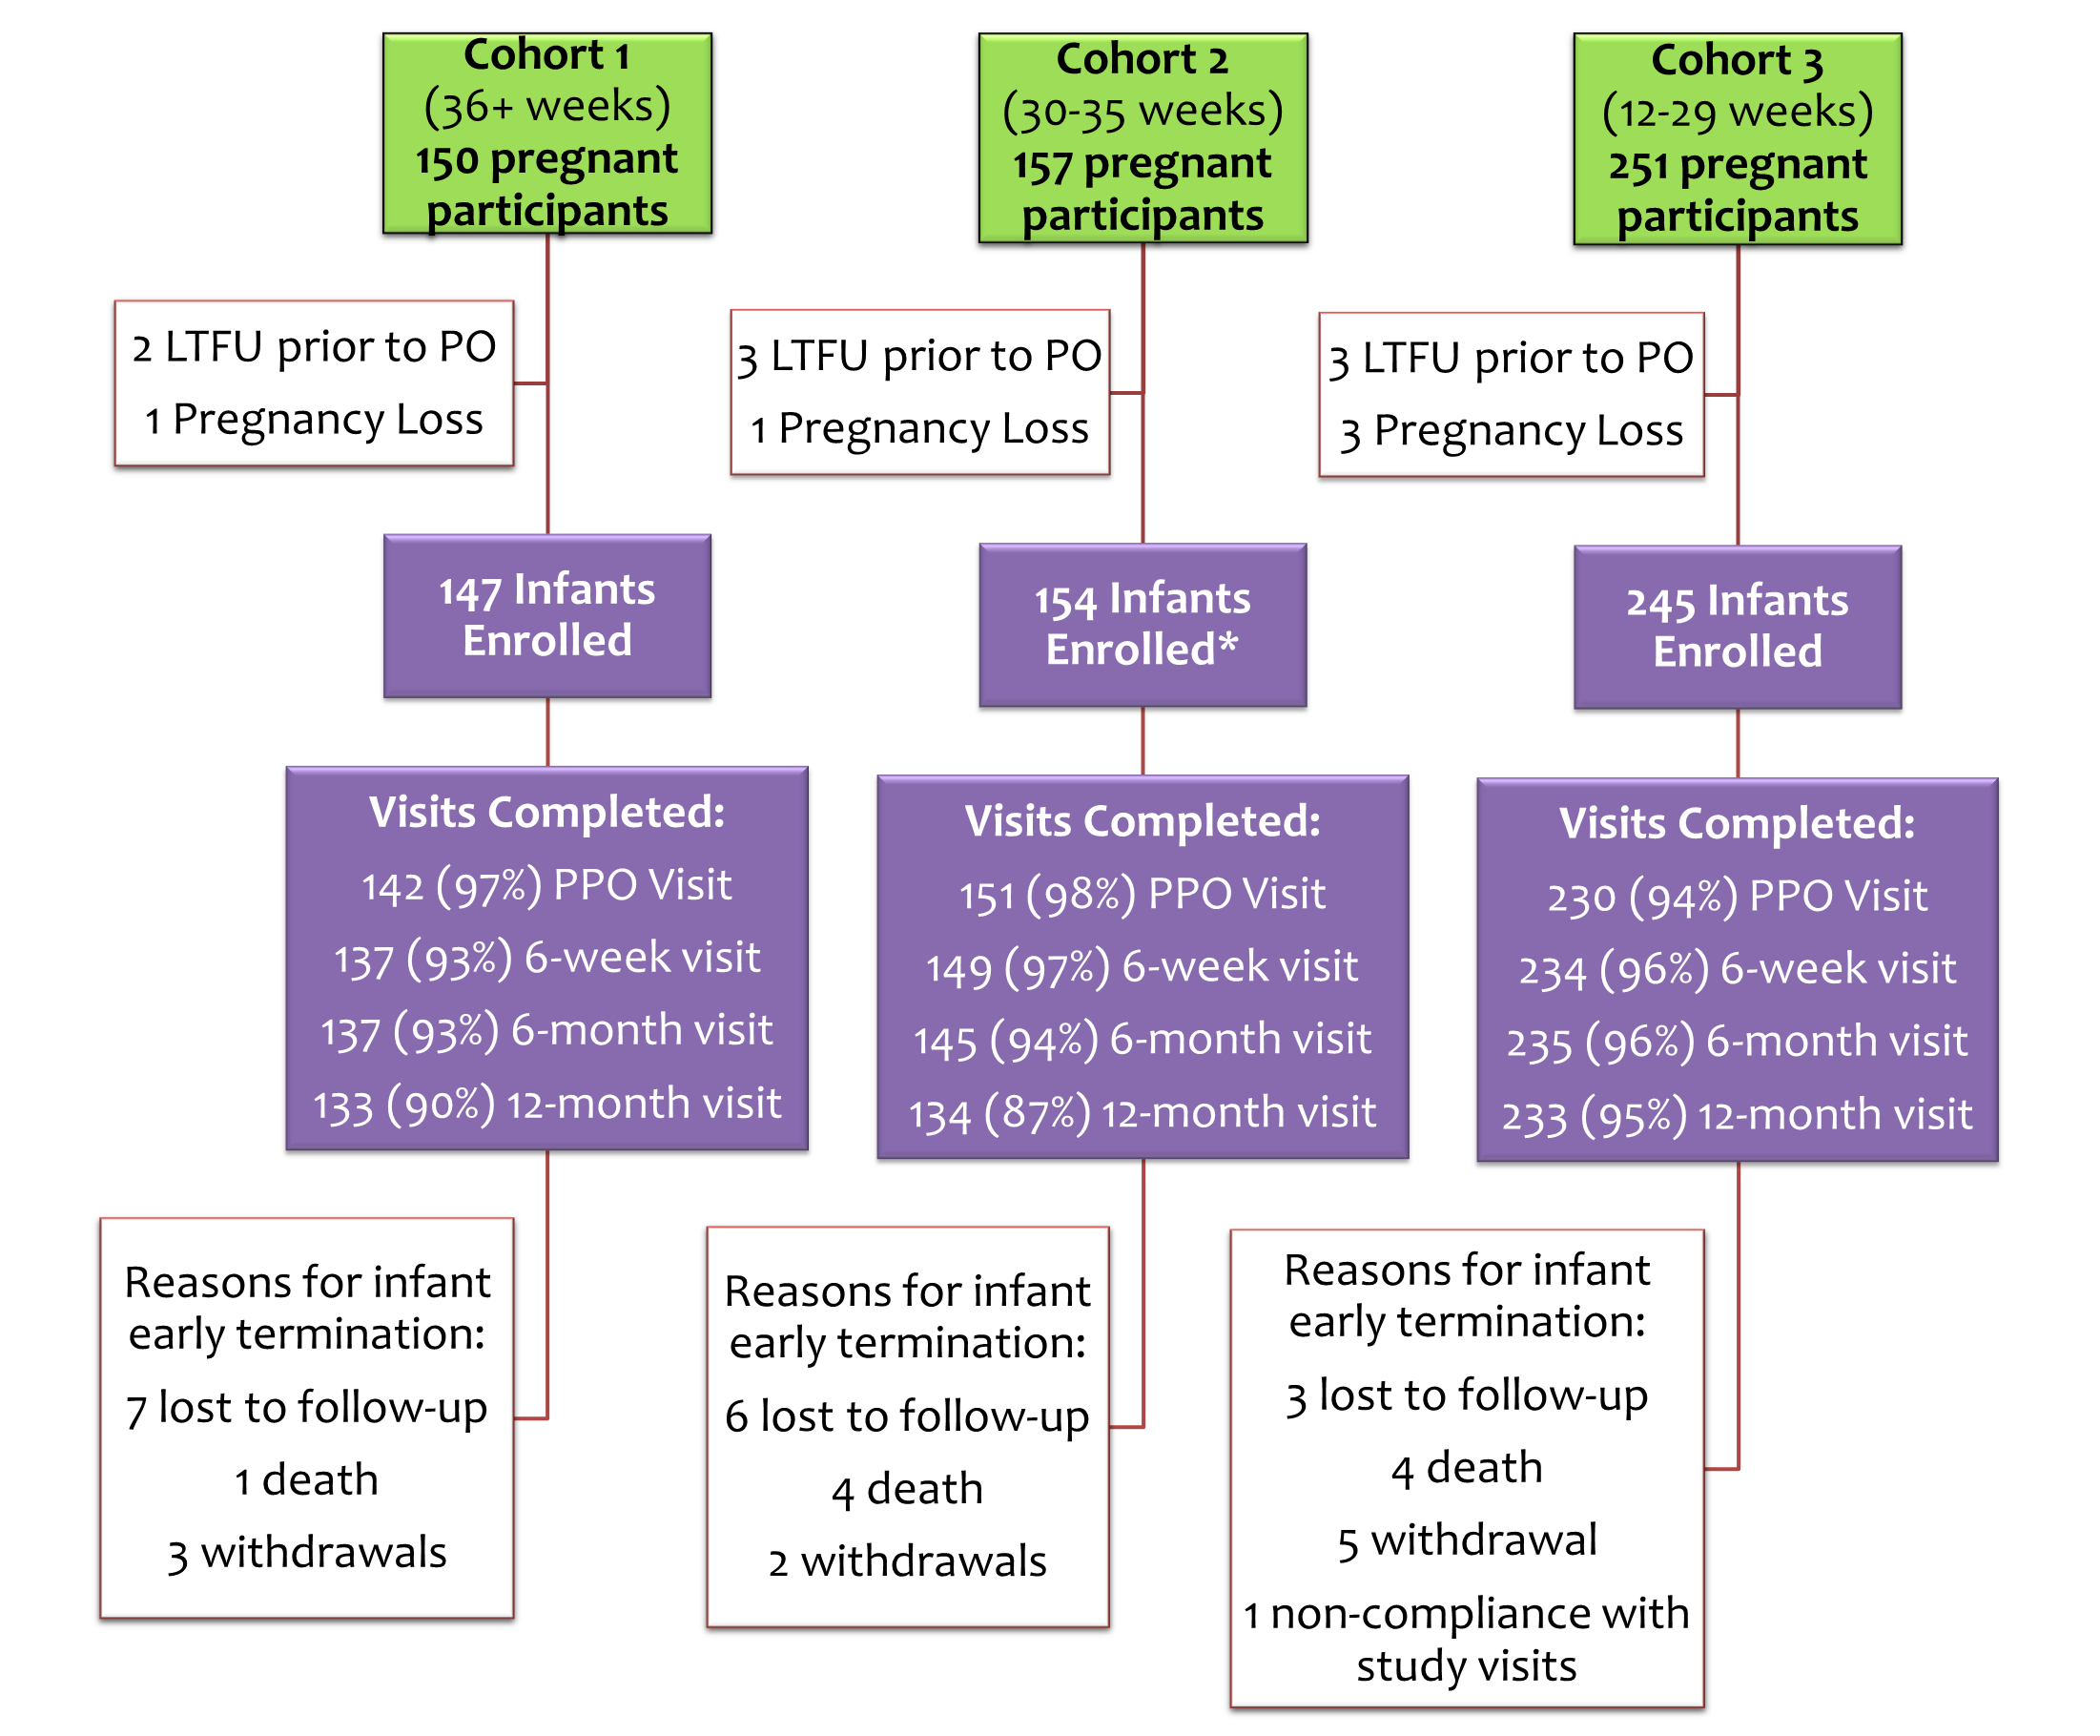 Cohort 1
(36+ weeks)
150 pregnant
participants
2 LTFU prior to PO
1 Pregnancy Loss
147 Infants
Enrolled
Visits Completed:
142 (97%) PPO Visit
137 (93%) 6-week visit
137 (93%) 6-month visit
133 (90%) 12-month visit
Reasons for infant
early termination:
7 lost to follow-up
1 death
3 withdrawals
Cohort 2
(30-35 weeks)
157 pregnant
participants
3 LTFU prior to PO
1 Pregnancy Loss
154 Infants
Enrolled*
Visits Completed:
151 (98%) PPO Visit
149 (97%) 6-week visit
145 (94%) 6-month visit
134 (87%) 12-month visit
Reasons for infant
early termination:
6 lost to follow-up
4 death
2 withdrawals
Cohort 3
(12-29 weeks)
251 pregnant
participants
3 LTFU prior to PO
3 Pregnancy Loss
245 Infants
Enrolled
Visits Completed:
230 (94%) PPO Visit
234 (96%) 6-week visit
235 (96%) 6-month visit
233 (95%) 12-month visit
Reasons for infant
early termination:
3 lost to follow-up
4 death
5 withdrawal
1 non-compliance with
study visits